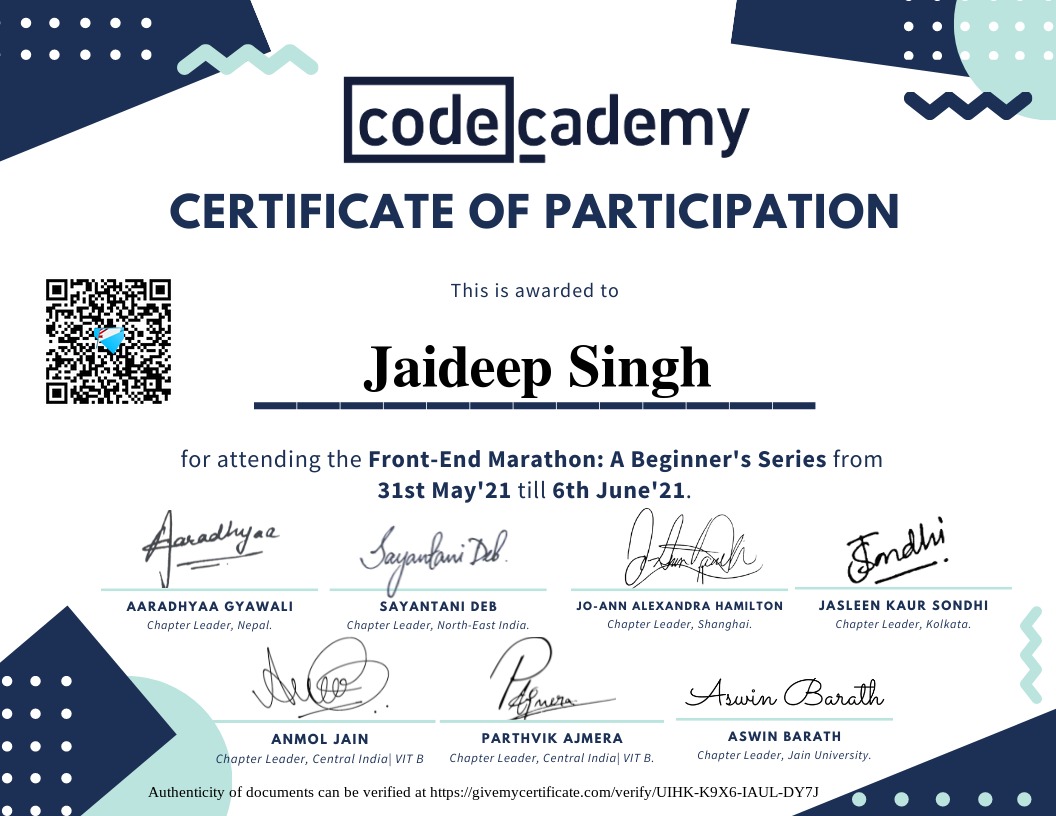 codecademy
CERTIFICATE OF PARTICIPATION
This is awarded to
Jaideep Singh
for attending the Front-End Marathon: A Beginner's Series from
31st May'21 till 6th June'21.
Aaradhyaa
Sayantani Deb.
Sondhi
AARADHYAA GYAWALI
SAYANTANI DEB
JO-ANN ALEXANDRA HAMILTON
JASLEEN KAUR SONDHI
Chapter Leader, Nepal.
Chapter Leader, North-East India.
Chapter Leader, Shanghai.
Chapter Leader, Kolkata.
Aswin Barath
ANMOL JAIN
PARTHVIK AJMERA
ASWIN BARATH
Chapter Leader, Central India| VIT B
Chapter Leader, Central India| VIT B.
Chapter Leader, Jain University.
Authenticity of documents can be verified at https://givemycertificate.com/verify/UIHK-K9X6-IAUL-DY7J